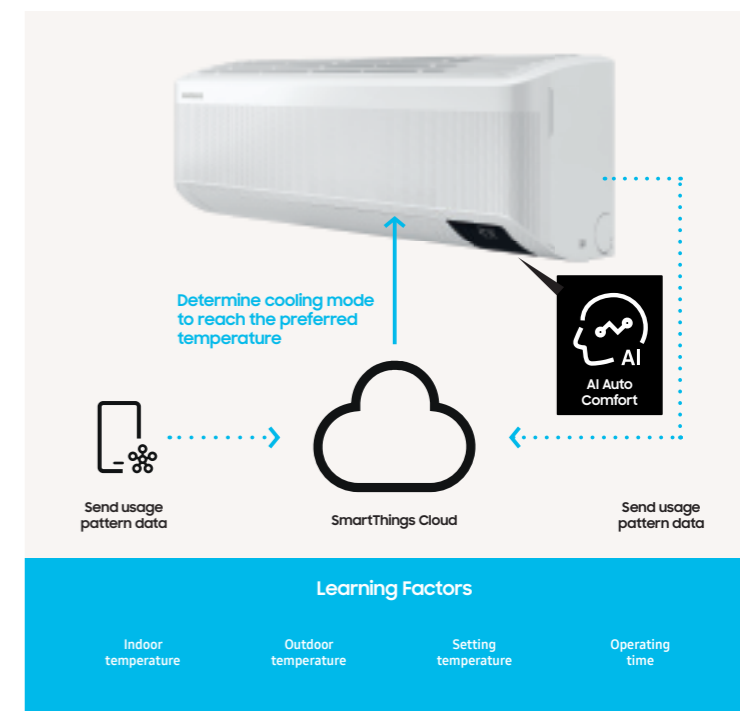 Determine cooling mode
to reach the preferred
temperature
AI
AI Auto
Comfort
Send usage
pattern data
SmartThings Cloud
Send usage
pattern data
Learning Factors
Indoor
temperature
Outdoor
temperature
Setting
temperature
Operating
time